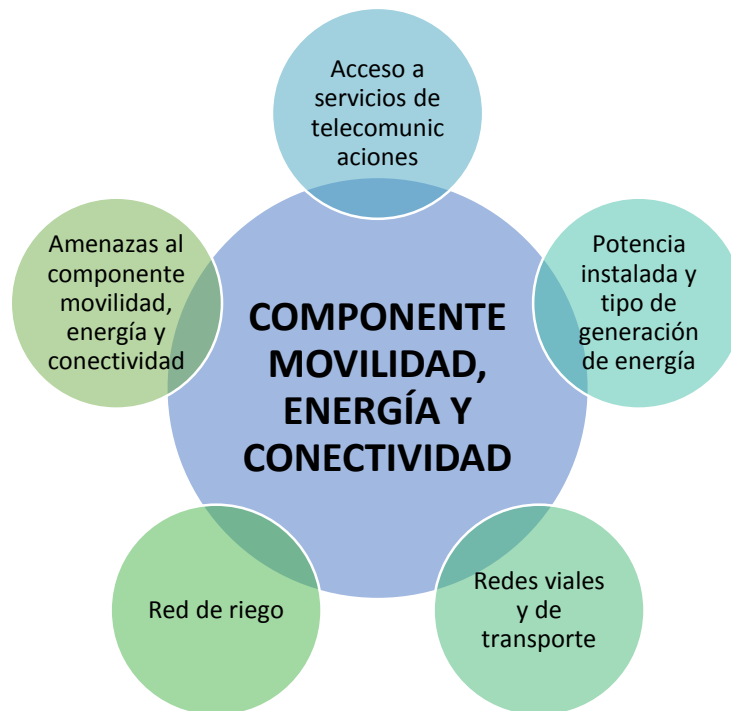 Acceso a
servicios de
telecomunic
aciones
Amenazas al
componente
movilidad,
energía y
conectividad
Potencia
instalada y
tipo de
generación
de energía
COMPONENTE
MOVILIDAD,
ENERGÍA Y
CONECTIVIDAD
Red de riego
Redes viales
y de
transporte